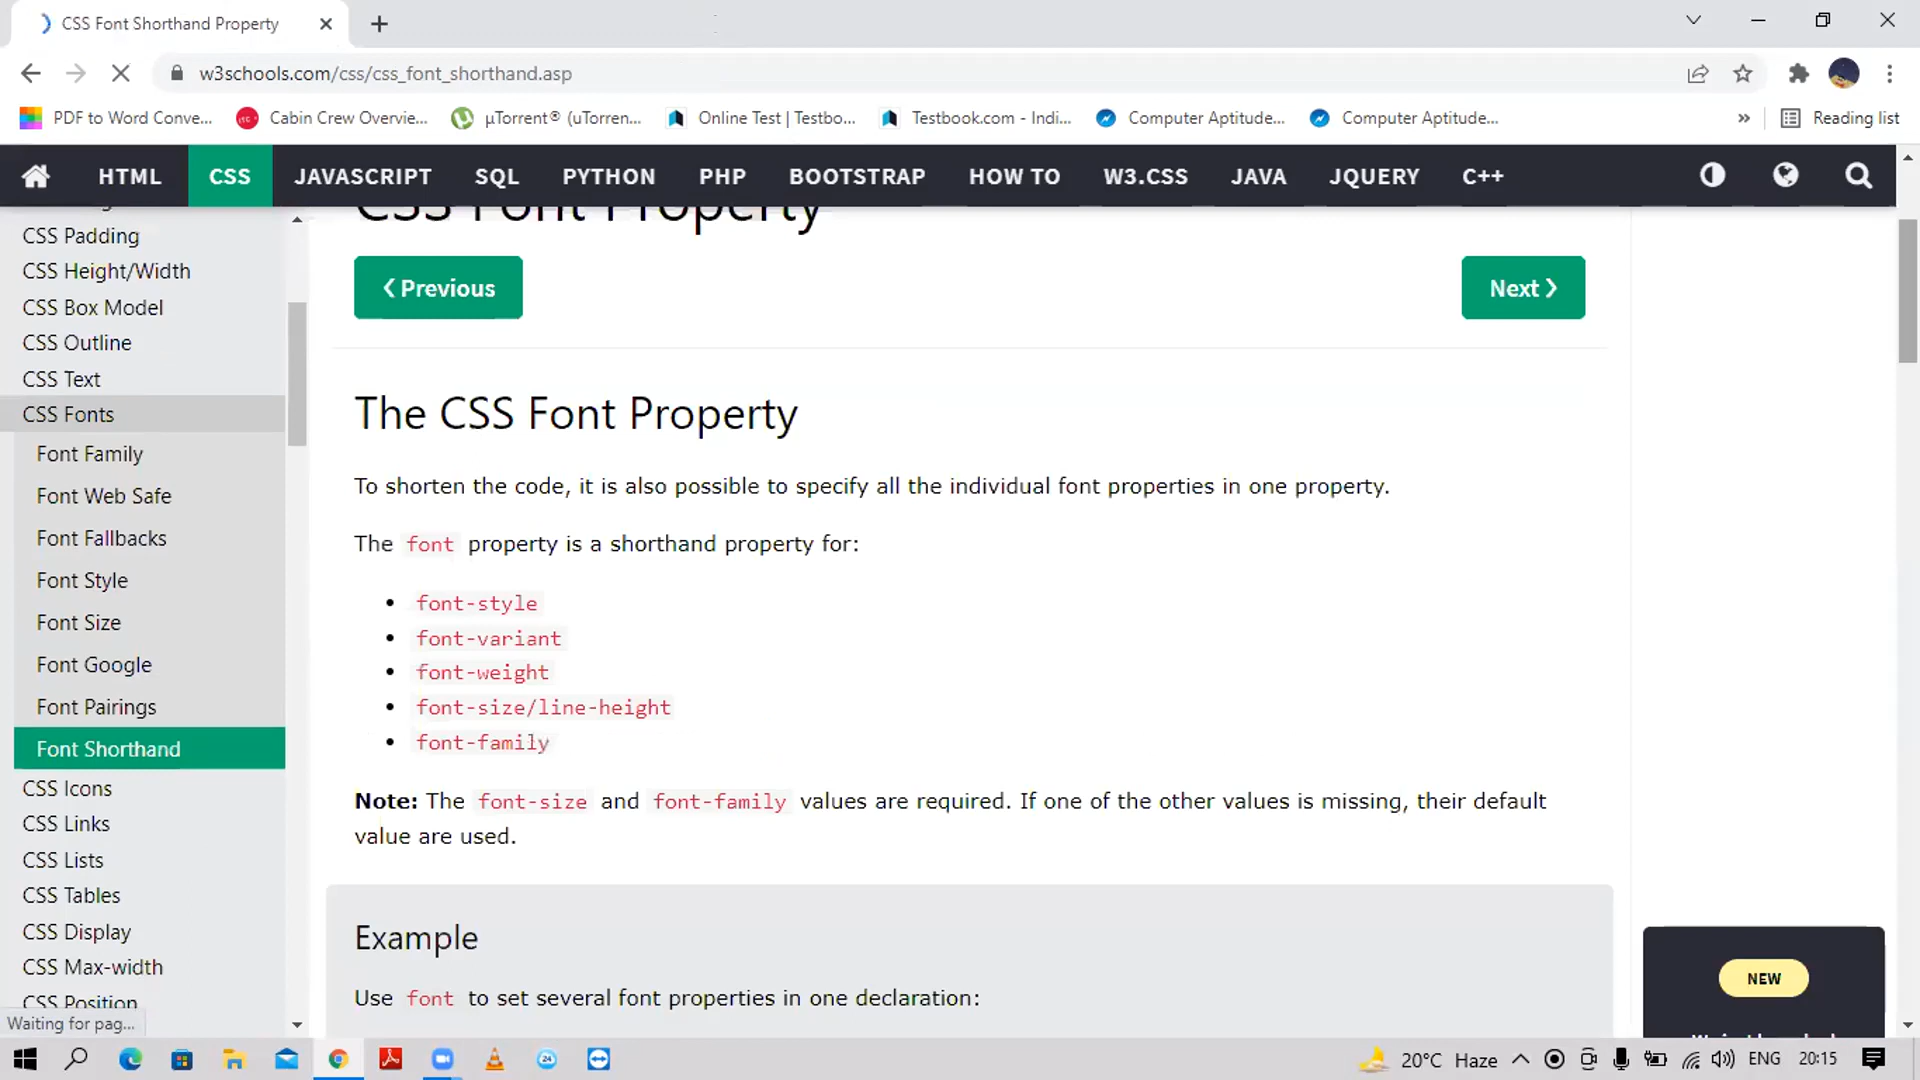 CSS Font Shorthand Property
w3schools.com/css/css_font_shorthand.asp
PDF to Word Conve... Cabin Crew Overvie... µTorrent® (uTorren... Online Test | Testbo... Testbook.com - Indi... Computer Aptitude... Computer Aptitude... » Reading list
HTML CSS JAVASCRIPT SQL PYTHON PHP BOOTSTRAP HOW TO W3.CSS JAVA JQUERY C++
CSS Padding
CSS Height/Width
CSS Box Model
CSS Outline
CSS Text
CSS Fonts
Font Family
Font Web Safe
Font Fallbacks
Font Style
Font Size
Font Google
Font Pairings
Font Shorthand
CSS Icons
CSS Links
CSS Lists
CSS Tables
CSS Display
CSS Max-width
CSS Position
Waiting for pag...
CSS Font Property
❮ Previous
Next ❯
The CSS Font Property
To shorten the code, it is also possible to specify all the individual font properties in one property.
The font property is a shorthand property for:
• font-style
• font-variant
• font-weight
• font-size/line-height
• font-family
Note: The font-size and font-family values are required. If one of the other values is missing, their default
value are used.
Example
Use font to set several font properties in one declaration:
NEW
20°C Haze ENG 20:15